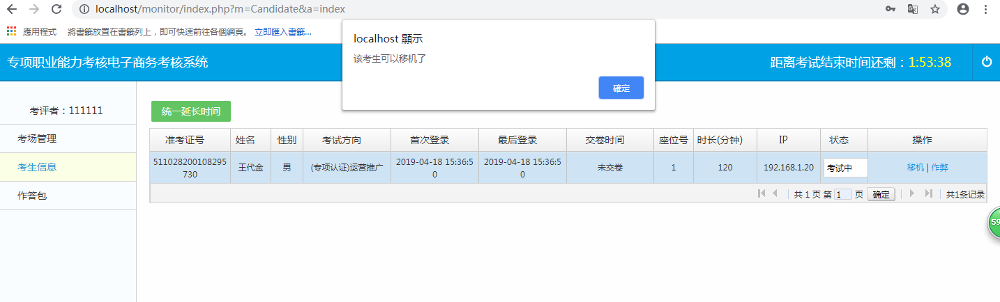 localhost/monitor/index.php?m=Candidate&a=index
應用程式 將書籤放置在書籤列上，即可快速前往各個網頁。 立即匯入書籤...
localhost 顯示
该考生可以移机了
確定
专项职业能力考核电子商务考核系统
距离考试结束时间还剩：1:53:38
考评者：111111
考场管理
考生信息
作答包
统一延长时间
准考证号 姓名 性别 考试方向 首次登录 最后登录 交卷时间 座位号 时长(分钟) IP 状态 操作
511028200108295 王代金 男 (专项认证)运营推广 2019-04-18 15:36:5 2019-04-18 15:36:5 未交卷 1 120 192.168.1.20 考试中 移机 | 作弊
730 0 0
共 1 页 第 1 页 确定 共1条记录
59